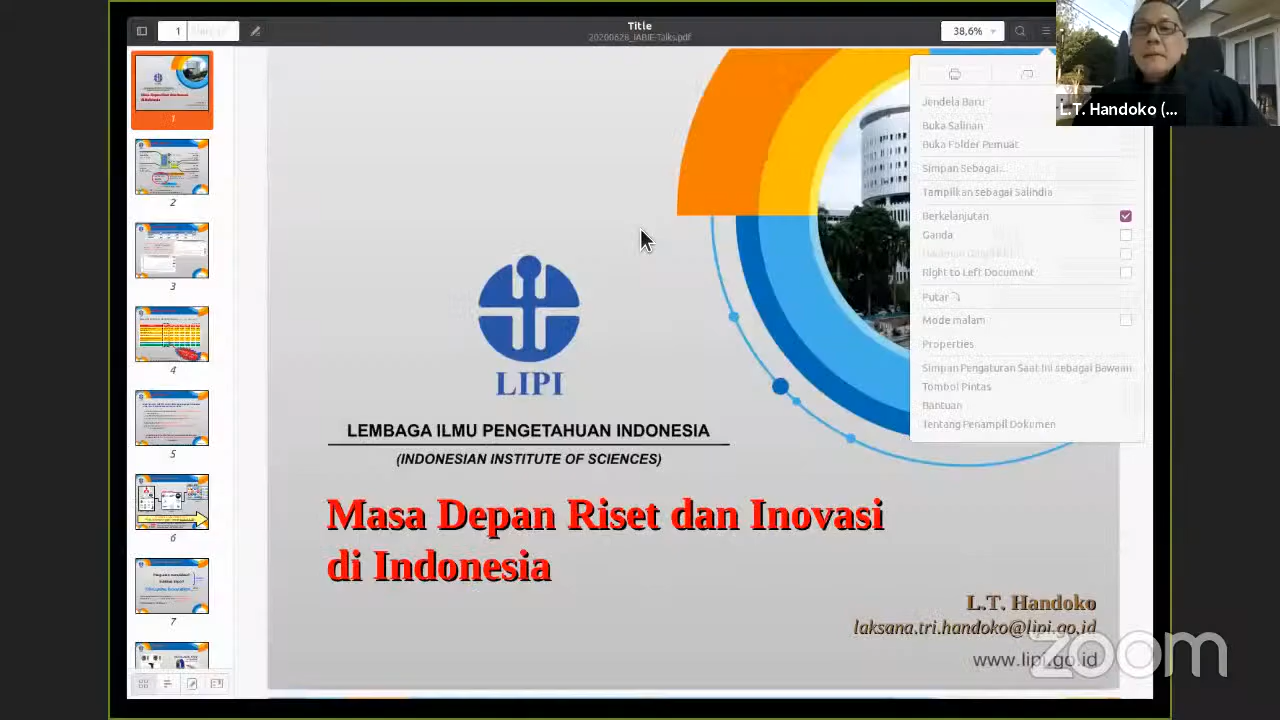 Title
20200626_IABIE-Talks.pdf
1
38,6%
L.T. Handoko (...
Jendela Baru
Buka Salinan
Buka Folder Pemuat
Simpan Sebagai...
Tampilkan sebagai Salindia
Berkelanjutan
Ganda
Right to Left Document
Putar
Mode malam
Properties
Simpan Pengaturan Saat Ini sebagai Bawaan
Tombol Pintas
Bantuan
Tentang Penampil Dokumen
1
2
3
4
5
6
7
LIPI
LEMBAGA ILMU PENGETAHUAN INDONESIA
(INDONESIAN INSTITUTE OF SCIENCES)
Masa Depan Riset dan Inovasi
di Indonesia
L.T. Handoko
laksana.tri.handoko@lipi.go.id
www.lipi.go.id
zoom